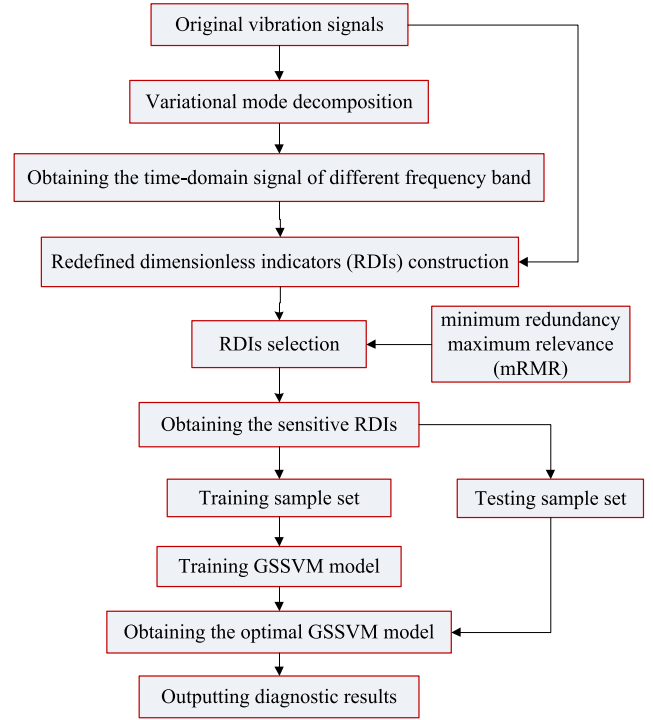 Original vibration signals
Variational mode decomposition
Obtaining the time-domain signal of different frequency band
Redefined dimensionless indicators (RDIs) construction
RDIs selection
minimum redundancy
maximum relevance
(mRMR)
Obtaining the sensitive RDIs
Training sample set
Testing sample set
Training GSSVM model
Obtaining the optimal GSSVM model
Outputting diagnostic results